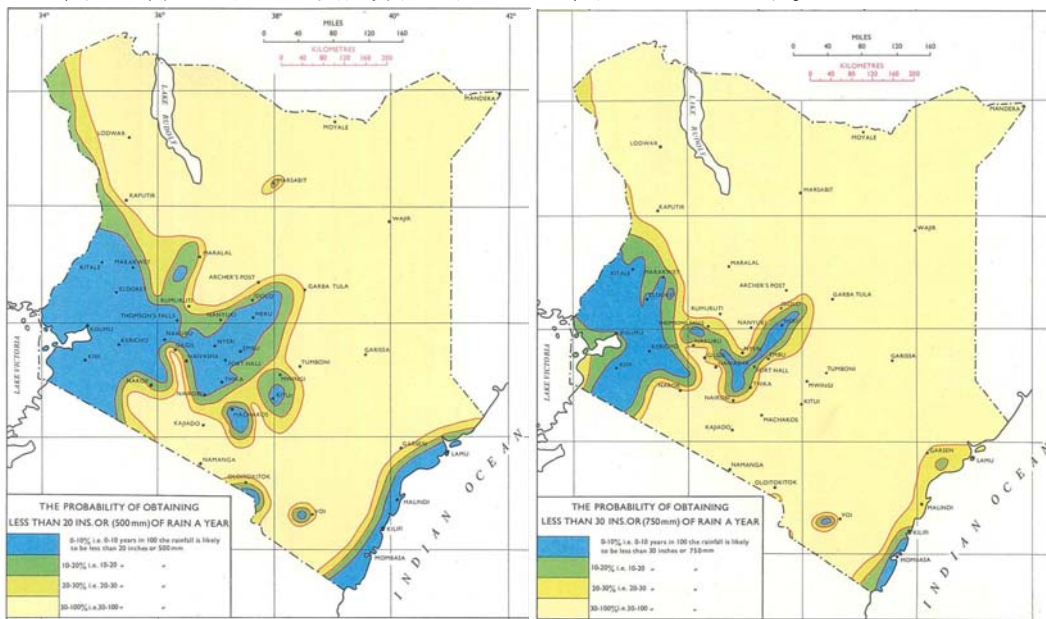 34° 36° 38° 40° 42°
MILES
0 40 80 120 160
KILOMETRES
0 40 80 120 160 200
LAKE RUDOLF
MANDERA
MOYALE
LODWAR
MARSABIT
KAPUTIR
WAJIR
MARALAL
KITALE
MARAKWET
ARCHER'S POST
ELDORET
GARBA TULA
RUMURUTI
ISIOLO
THOMSON'S FALLS
NANYUKI
MERU
KISUMU
NAKURU
NYERI
KERICHO
GILGIL
EMBU
GARISSA
KISII
NAIVASHA
FORT HALL
TUMBONI
MWINGI
NAROK
THIKA
NAIROBI
KITUI
MACHAKOS
KAJIADO
LAKE VICTORIA
GARSEN
LAMU
NAMANGA
OLOITOKITOK
MALINDI
VOI
KILIFI
MOMBASA
INDIAN OCEAN
THE PROBABILITY OF OBTAINING
LESS THAN 20 INS. OR (500mm) OF RAIN A YEAR
0-10% i.e. 0-10 years in 100 the rainfall is likely
to be less than 20 inches or 500mm
10-20% i.e. 10-20 " "
20-30% i.e. 20-30 " "
30-100% i.e. 30-100 " "
MILES
0 40 80 120 160
KILOMETRES
0 40 80 120 160 200
LAKE RUDOLF
MANDERA
MOYALE
LODWAR
MARSABIT
KAPUTIR
WAJIR
MARALAL
KITALE
MARAKWET
ARCHER'S POST
ELDORET
GARBA TULA
RUMURUTI
ISIOLO
THOMSON'S FALLS
NANYUKI
MERU
KISUMU
NAKURU
NYERI
KERICHO
GILGIL
EMBU
GARISSA
KISII
NAIVASHA
FORT HALL
TUMBONI
MWINGI
NAROK
THIKA
NAIROBI
KITUI
MACHAKOS
KAJIADO
LAKE VICTORIA
GARSEN
LAMU
NAMANGA
OLOITOKITOK
MALINDI
VOI
KILIFI
MOMBASA
INDIAN OCEAN
THE PROBABILITY OF OBTAINING
LESS THAN 30 INS. OR (750mm) OF RAIN A YEAR
0-10% i.e. 0-10 years in 100 the rainfall is likely
to be less than 30 inches or 750mm
10-20% i.e. 10-20 " "
20-30% i.e. 20-30 " "
30-100% i.e. 30-100 " "